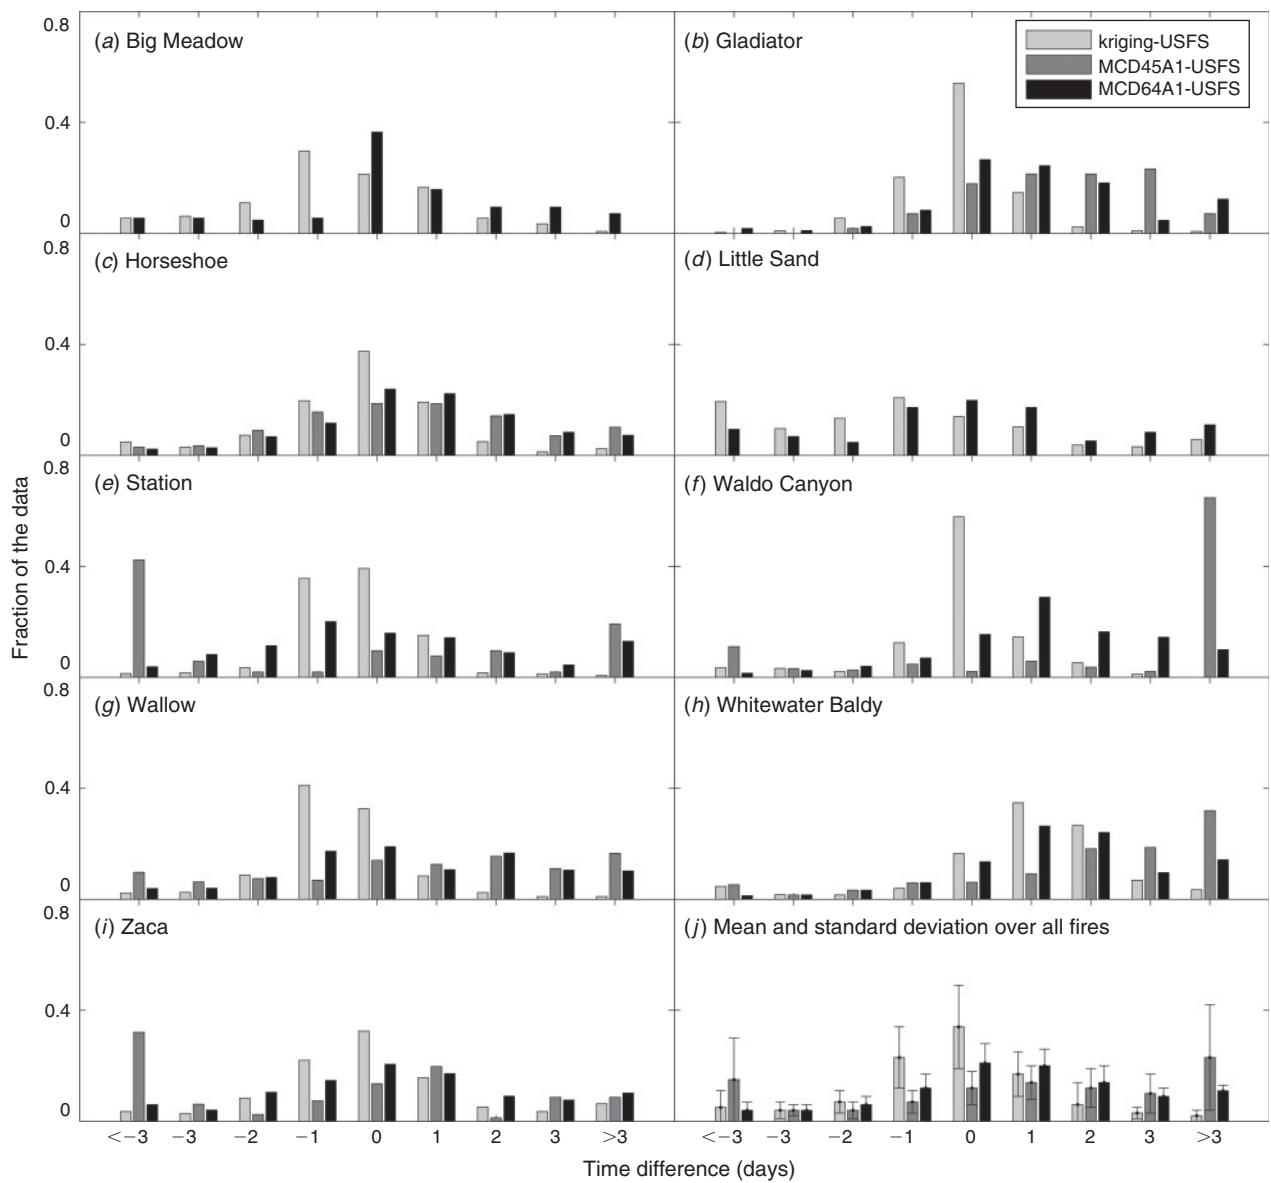 0.8
(a) Big Meadow
(b) Gladiator
kriging-USFS
MCD45A1-USFS
MCD64A1-USFS
0.4
0
0.8
(c) Horseshoe
(d) Little Sand
0.4
0
0.8
(e) Station
(f) Waldo Canyon
0.4
0
0.8
(g) Wallow
(h) Whitewater Baldy
0.4
0
0.8
(i) Zaca
(j) Mean and standard deviation over all fires
0.4
0
Fraction of the data
<−3 −3 −2 −1 0 1 2 3 >3
<−3 −3 −2 −1 0 1 2 3 >3
Time difference (days)